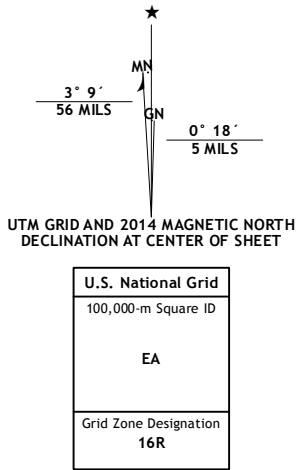 ★
MN
3° 9´
56 MILS
GN
0° 18´
5 MILS
UTM GRID AND 2014 MAGNETIC NORTH
DECLINATION AT CENTER OF SHEET
U.S. National Grid
100,000-m Square ID
EA
Grid Zone Designation
16R